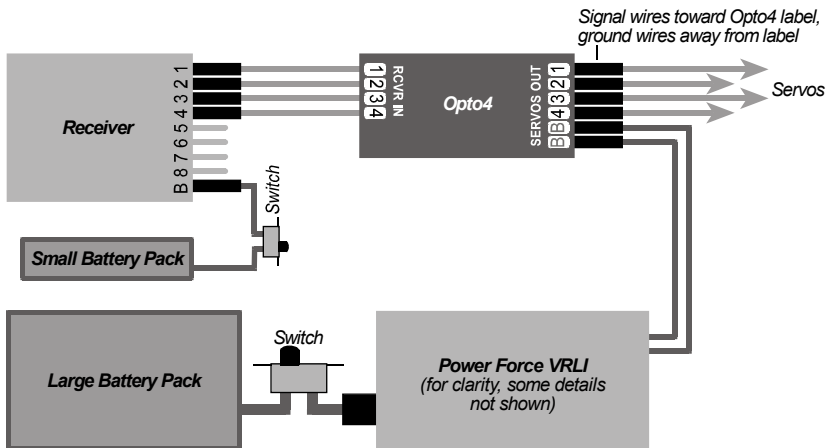 Signal wires toward Opto4 label,
ground wires away from label
Receiver
1
2
3
4
5
6
7
8
B
1
2
3
4
RCVR IN
Opto4
SERVOS OUT
1
2
3
4
B
B
Servos
Switch
Small Battery Pack
Large Battery Pack
Switch
Power Force VRLI
(for clarity, some details
not shown)